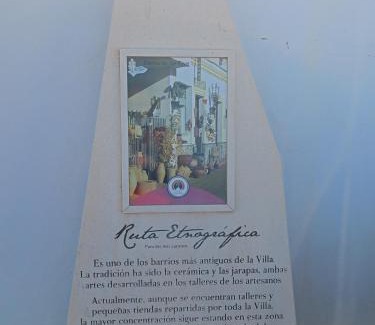 Ruta Etnográfica
Es uno de los barrios más antiguos de la Villa.
La tradición ha sido la cerámica y las jarapas, ambas
artes desarrolladas en los talleres de los artesanos
Actualmente, aunque se encuentran talleres y
pequeñas tiendas repartidas por toda la Villa,
la mayor concentración sigue estando en esta zona